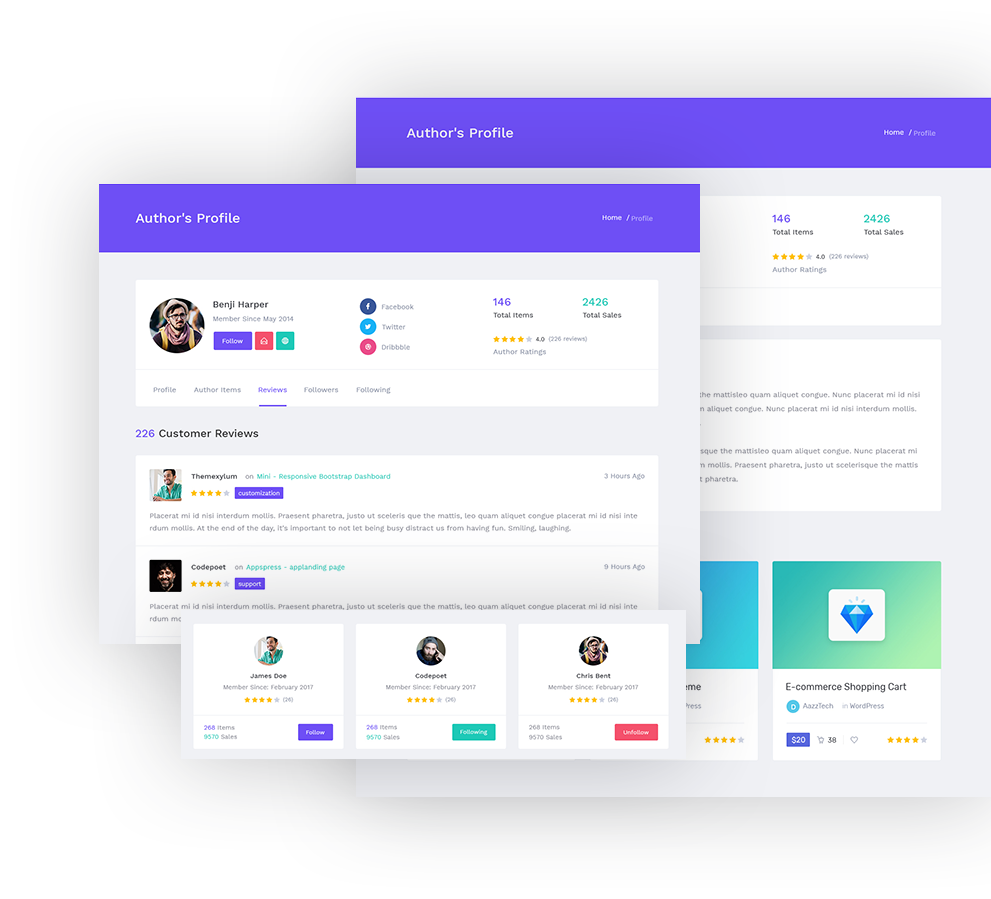 Author's Profile
Home / Profile
146
2426
Total Items
Total Sales
4.0 (226 reviews)
Author Ratings
the mattisleo quam aliquet congue. Nunc placerat mi id nisi
aliquet congue. Nunc placerat mi id nisi interdum mollis.
sque the mattisleo quam aliquet congue. Nunc placerat mi
mollis. Praesent pharetra, justo ut scelerisque the mattis
t pharetra.
eme
Press
E-commerce Shopping Cart
D AazzTech in WordPress
$20 38
Author's Profile
Home / Profile
Benji Harper
Member Since May 2014
Follow
Facebook
Twitter
Dribbble
146
2426
Total Items
Total Sales
4.0 (226 reviews)
Author Ratings
Profile Author Items Reviews Followers Following
226 Customer Reviews
Themexylum on Mini - Responsive Bootstrap Dashboard 3 Hours Ago
customization
Placerat mi id nisi interdum mollis. Praesent pharetra, justo ut sceleris que the mattis, leo quam aliquet congue placerat mi id nisi inte
rdum mollis. At the end of the day, it's important to not let being busy distract us from having fun. Smiling, laughing.
Codepoet on Appspress - applanding page 9 Hours Ago
support
Placerat mi id nisi interdum mollis. Praesent pharetra, justo ut sceleris que the mattis, leo quam aliquet congue placerat mi id nisi inte
rdum mo
James Doe
Member Since: February 2017
(26)
268 Items
9570 Sales
Follow
Codepoet
Member Since: February 2017
(26)
268 Items
9570 Sales
Following
Chris Bent
Member Since: February 2017
(26)
268 Items
9570 Sales
Unfollow